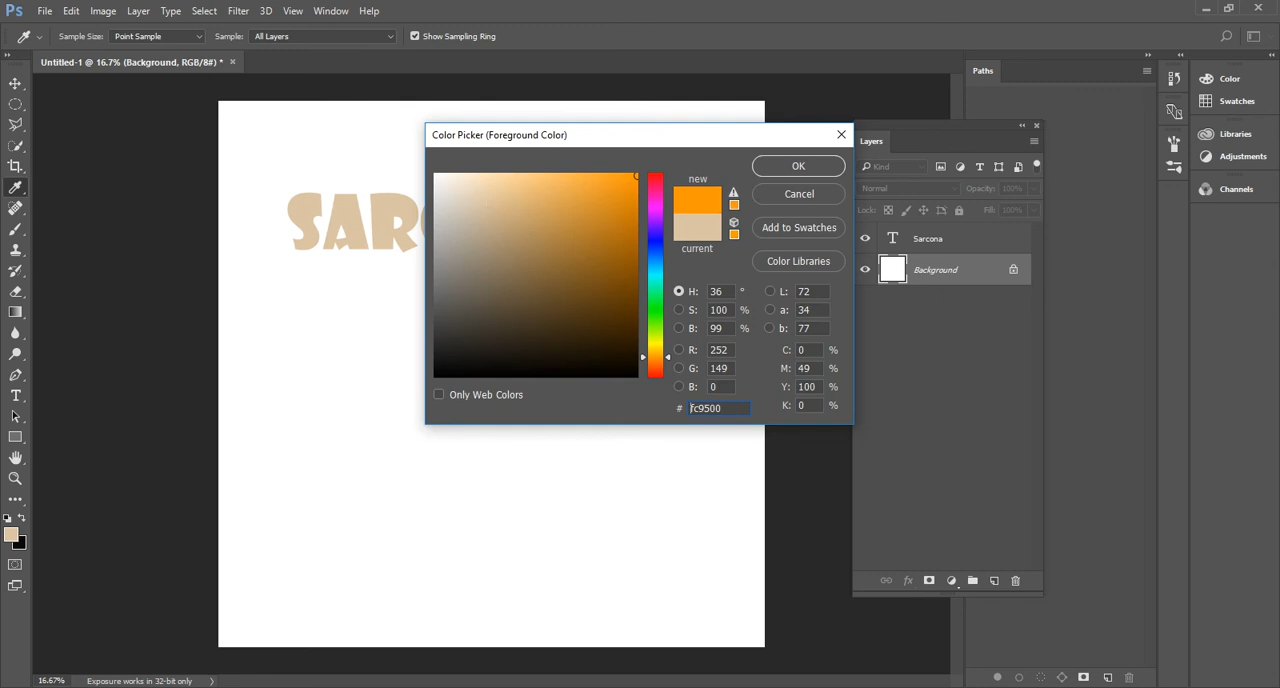 Ps File Edit Image Layer Type Select Filter 3D View Window Help
Sample Size: Point Sample Sample: All Layers Show Sampling Ring
Untitled-1 @ 16.7% (Background, RGB/8#) * ×
Paths
Color
Swatches
Libraries
Adjustments
Channels
SARC
Color Picker (Foreground Color)
new
current
OK
Cancel
Add to Swatches
Color Libraries
H: 36 ° L: 72
S: 100 % a: 34
B: 99 % b: 77
R: 252 C: 0 %
G: 149 M: 49 %
B: 0 Y: 100 %
# fc9500 K: 0 %
Only Web Colors
Layers
Kind
Normal Opacity: 100%
Lock: Fill: 100%
T Sarcona
Background
16.67% Exposure works in 32-bit only